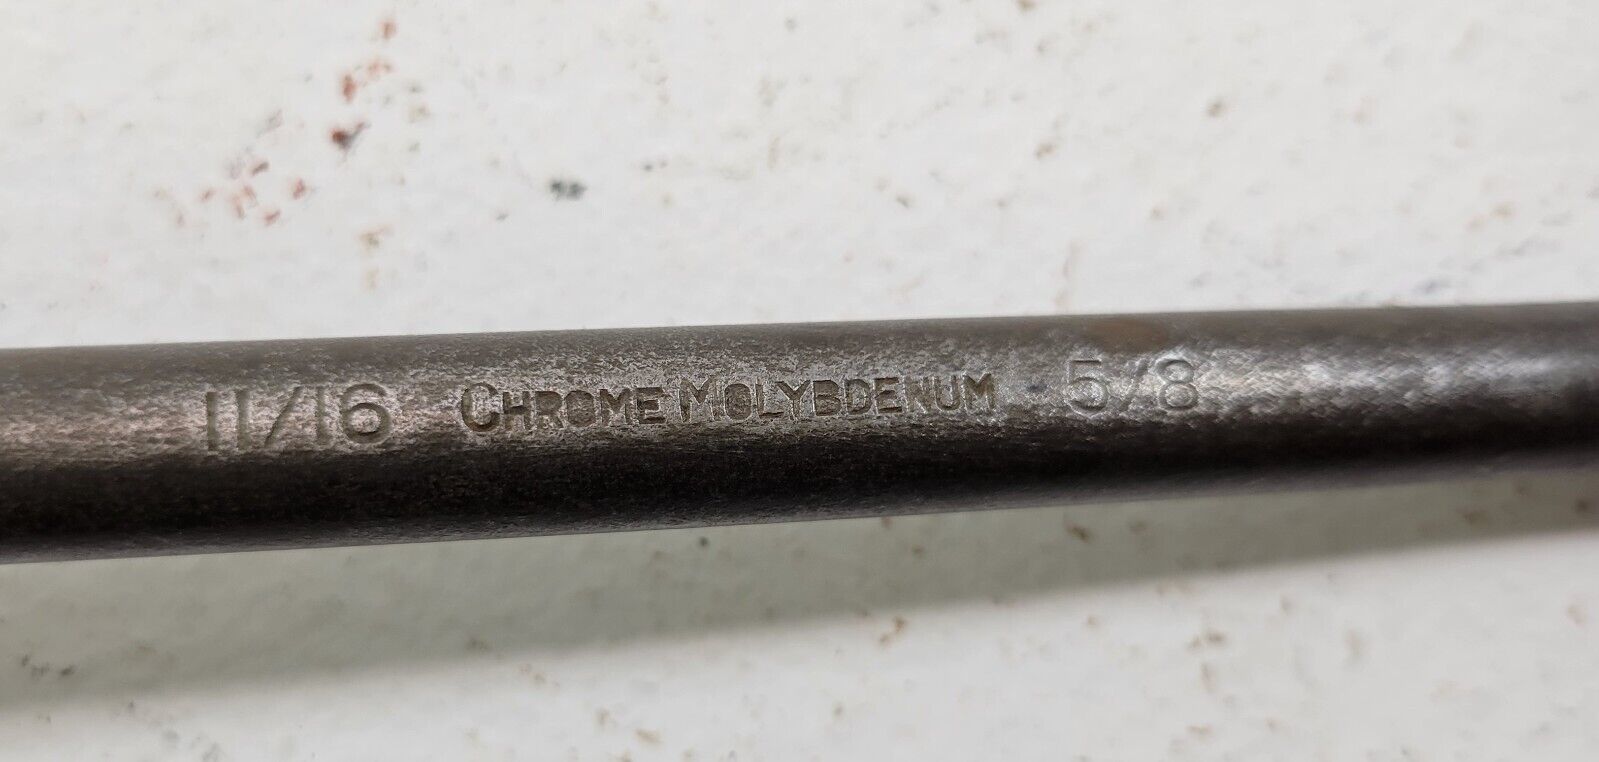 11/16 CHROME MOLYBDENUM 5/8